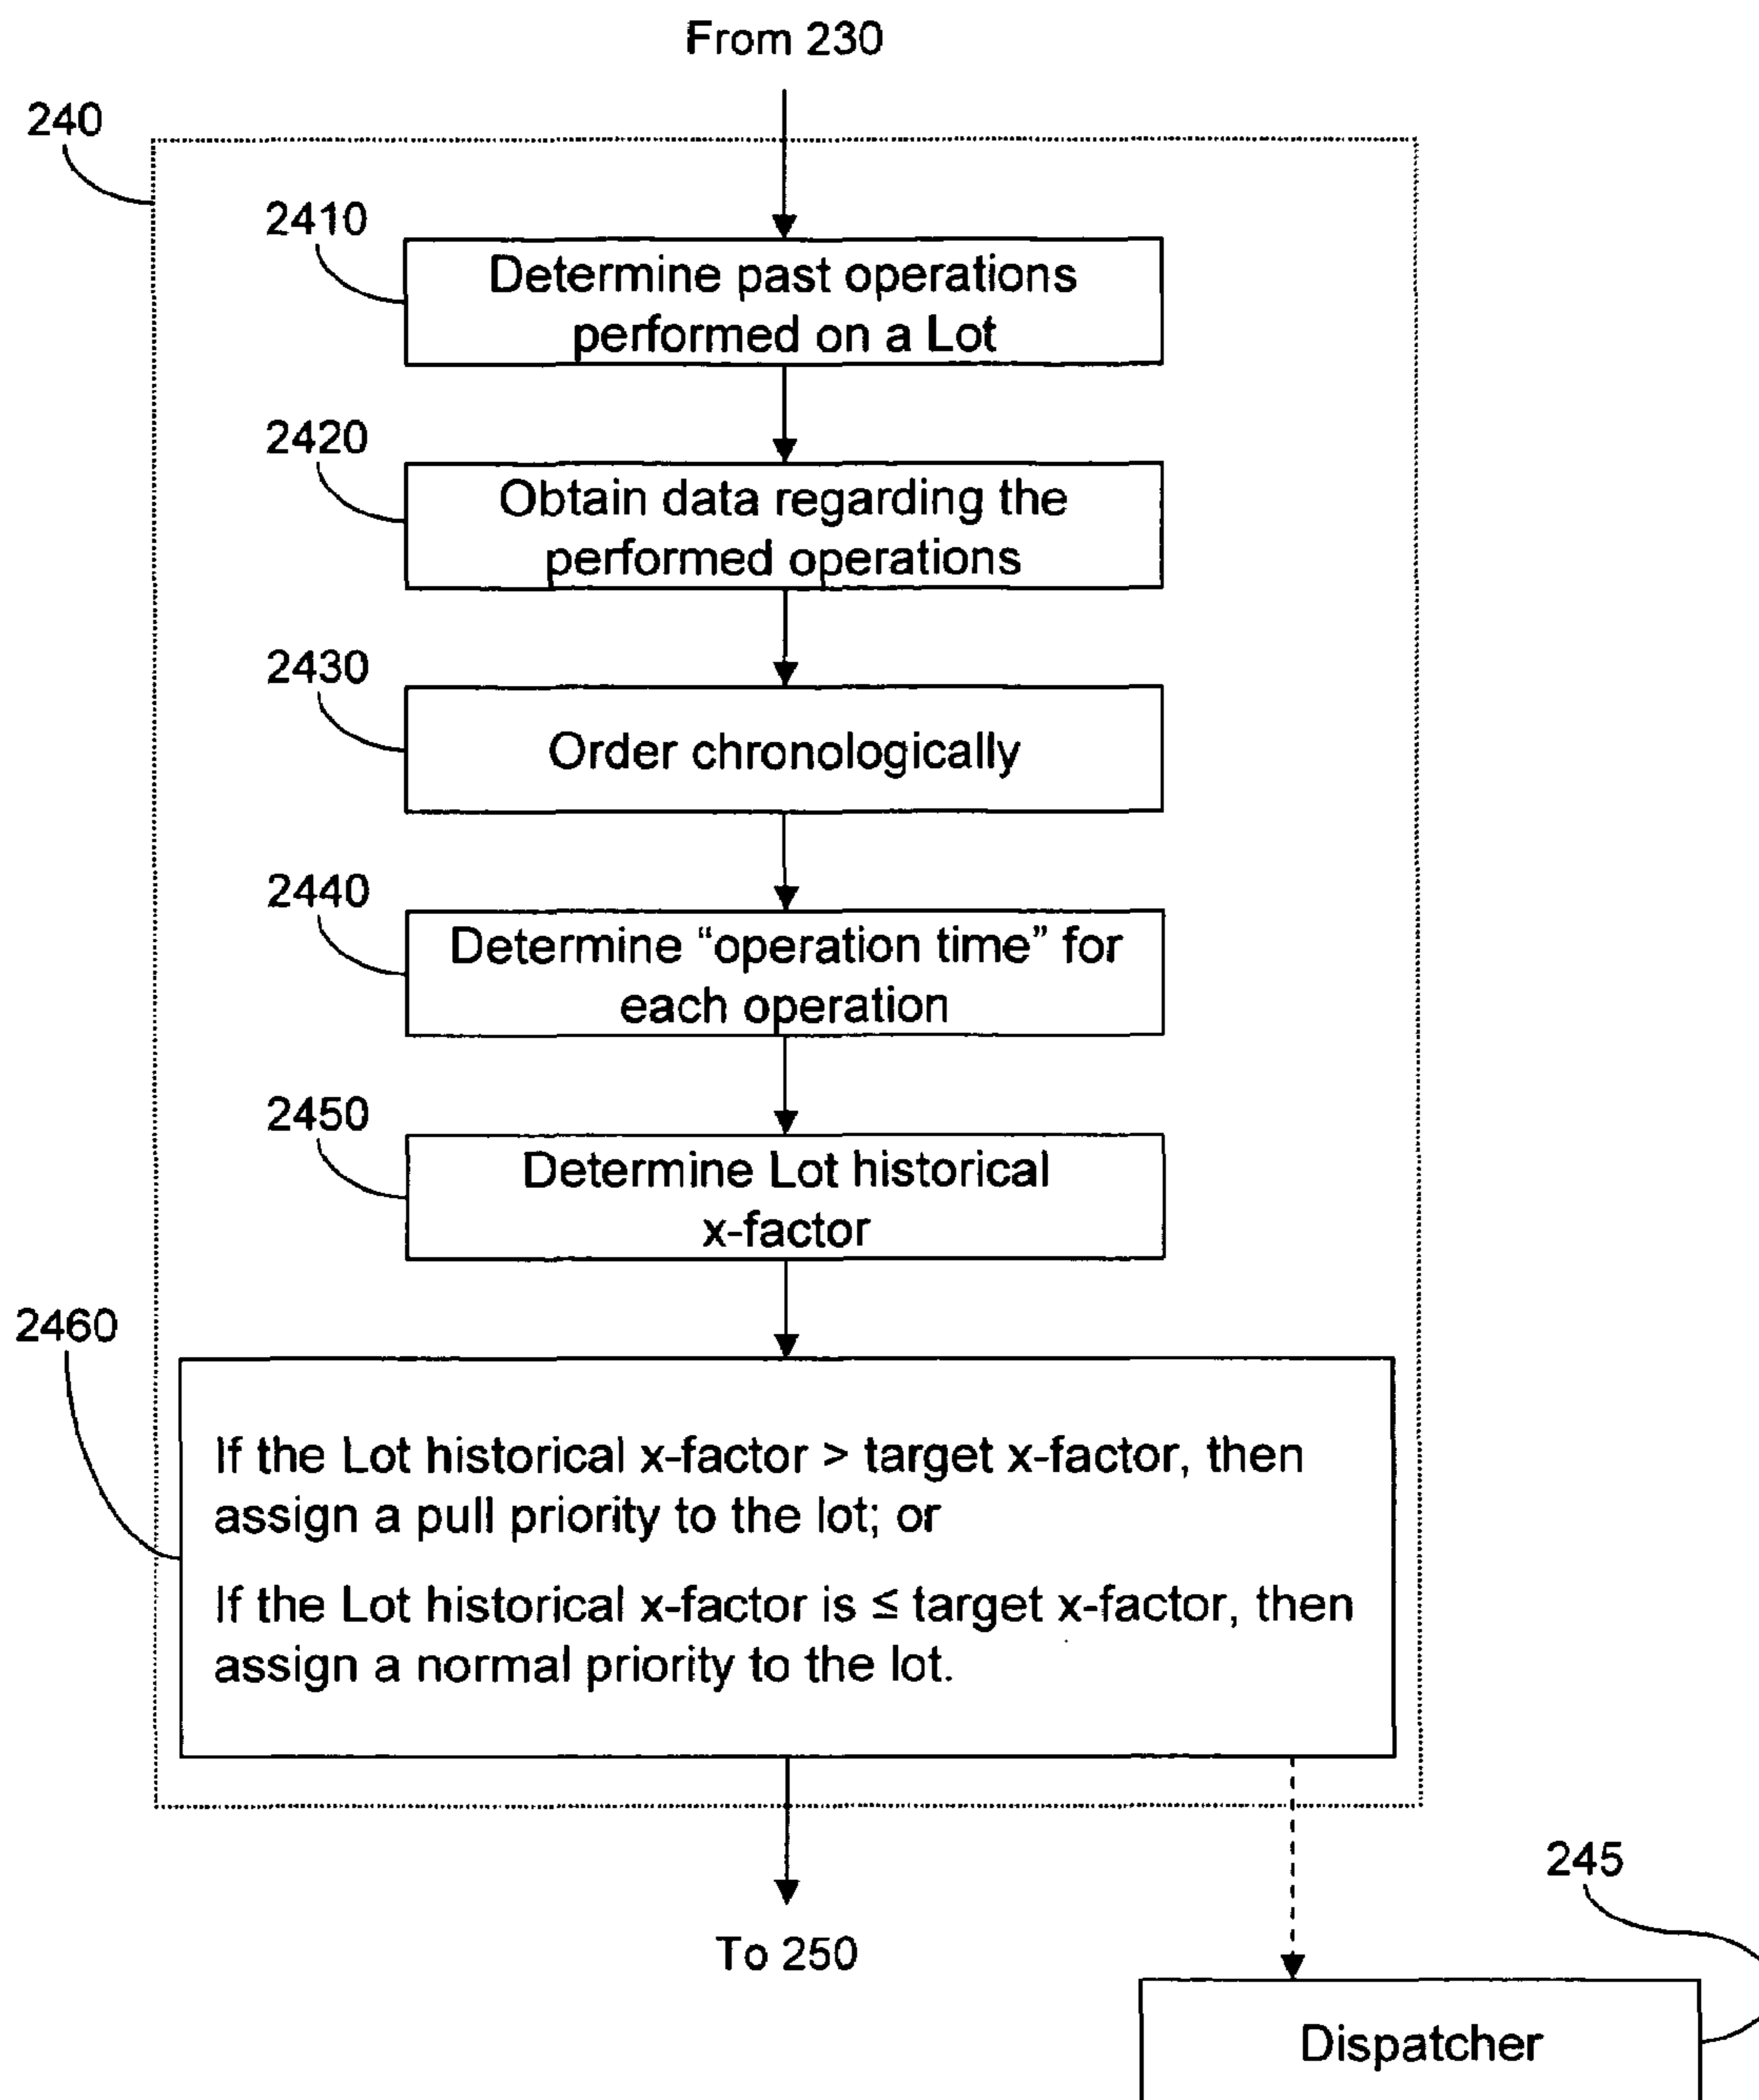 From 230
240
2410
Determine past operations
performed on a Lot
2420
Obtain data regarding the
performed operations
2430
Order chronologically
2440
Determine “operation time” for
each operation
2450
Determine Lot historical
x-factor
2460
If the Lot historical x-factor > target x-factor, then
assign a pull priority to the lot; or
If the Lot historical x-factor is ≤ target x-factor, then
assign a normal priority to the lot.
To 250
245
Dispatcher